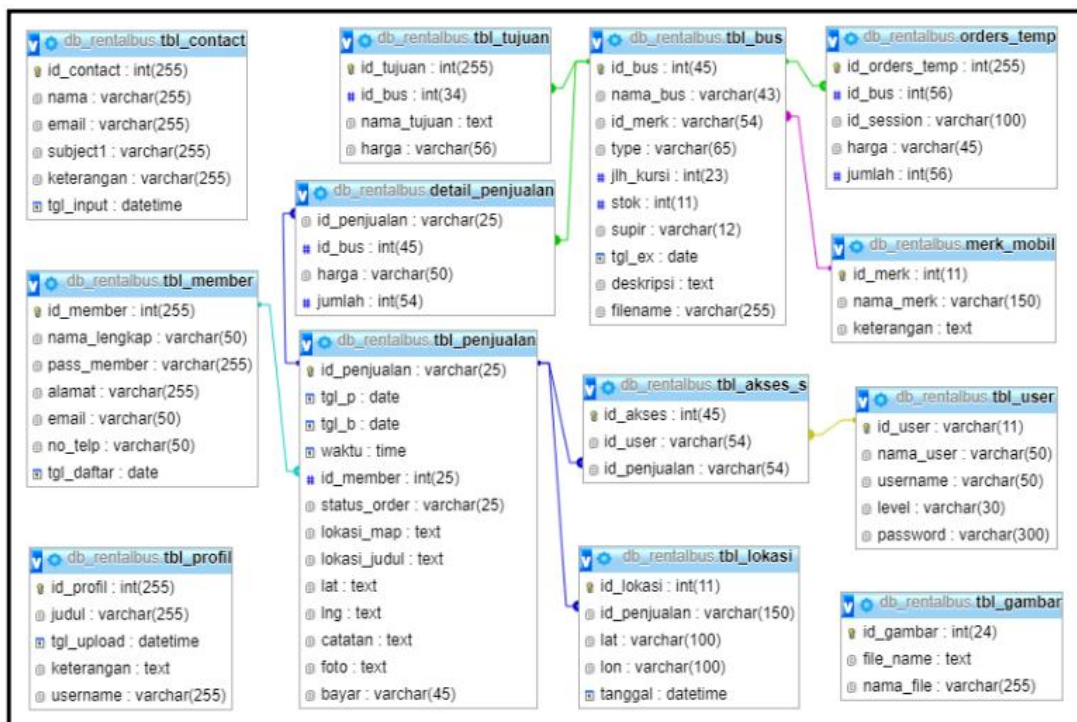 db_rentalbus.tbl_contact
id_contact : int(255)
nama : varchar(255)
email : varchar(255)
subject1 : varchar(255)
keterangan : varchar(255)
tgl_input : datetime
db_rentalbus.tbl_tujuan
id_tujuan : int(255)
id_bus : int(34)
nama_tujuan : text
harga : varchar(56)
db_rentalbus.tbl_bus
id_bus : int(45)
nama_bus : varchar(43)
id_merk : varchar(54)
type : varchar(65)
jlh_kursi : int(23)
stok : int(11)
supir : varchar(12)
tgl_ex : date
deskripsi : text
filename : varchar(255)
db_rentalbus.orders_temp
id_orders_temp : int(255)
id_bus : int(56)
id_session : varchar(100)
harga : varchar(45)
jumlah : int(56)
db_rentalbus.detail_penjualan
id_penjualan : varchar(25)
id_bus : int(45)
harga : varchar(50)
jumlah : int(54)
db_rentalbus.merk_mobil
id_merk : int(11)
nama_merk : varchar(150)
keterangan : text
db_rentalbus.tbl_member
id_member : int(255)
nama_lengkap : varchar(50)
pass_member : varchar(255)
alamat : varchar(255)
email : varchar(50)
no_telp : varchar(50)
tgl_daftar : date
db_rentalbus.tbl_penjualan
id_penjualan : varchar(25)
tgl_p : date
tgl_b : date
waktu : time
id_member : int(25)
status_order : varchar(25)
lokasi_map : text
lokasi_judul : text
lat : text
lng : text
catatan : text
foto : text
bayar : varchar(45)
db_rentalbus.tbl_akses_s
id_akses : int(45)
id_user : varchar(54)
id_penjualan : varchar(54)
db_rentalbus.tbl_user
id_user : varchar(11)
nama_user : varchar(50)
username : varchar(50)
level : varchar(30)
password : varchar(300)
db_rentalbus.tbl_profil
id_profil : int(255)
judul : varchar(255)
tgl_upload : datetime
keterangan : text
username : varchar(255)
db_rentalbus.tbl_lokasi
id_lokasi : int(11)
id_penjualan : varchar(150)
lat : varchar(100)
lon : varchar(100)
tanggal : datetime
db_rentalbus.tbl_gambar
id_gambar : int(24)
file_name : text
nama_file : varchar(255)